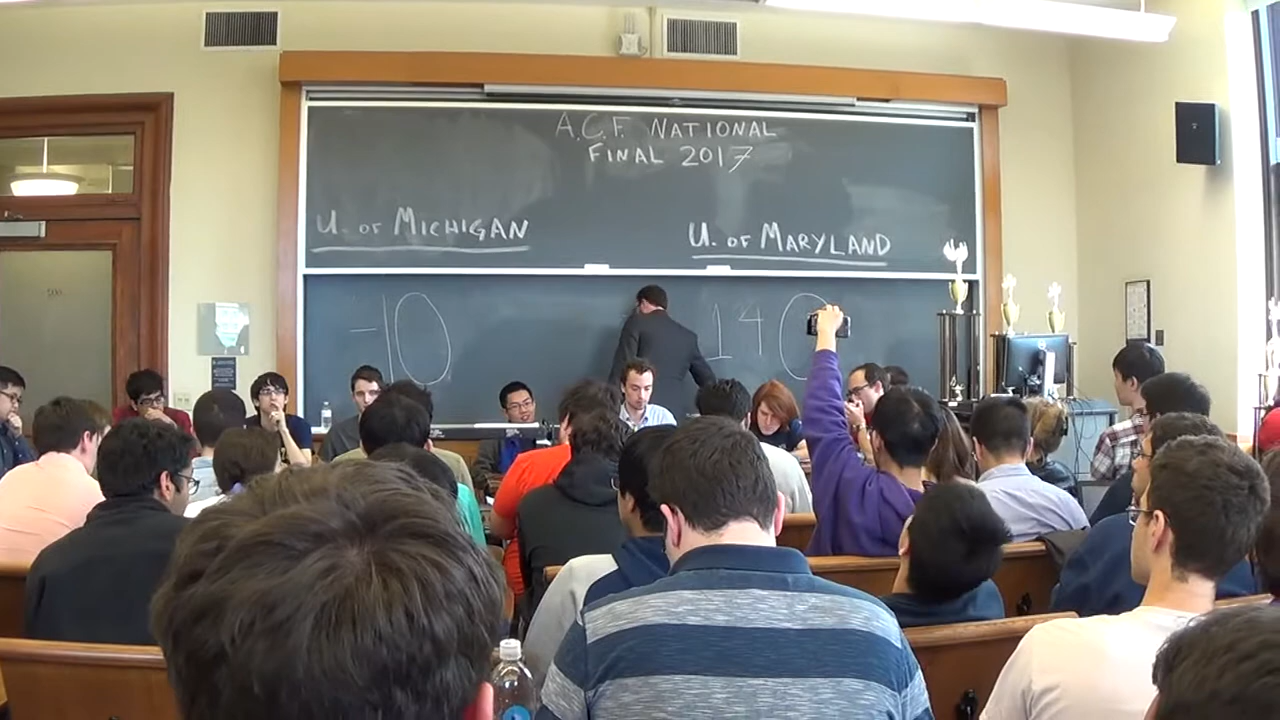 A.C.F. NATIONAL
FINAL 2017
U. OF MICHIGAN
U. OF MARYLAND
-10
140